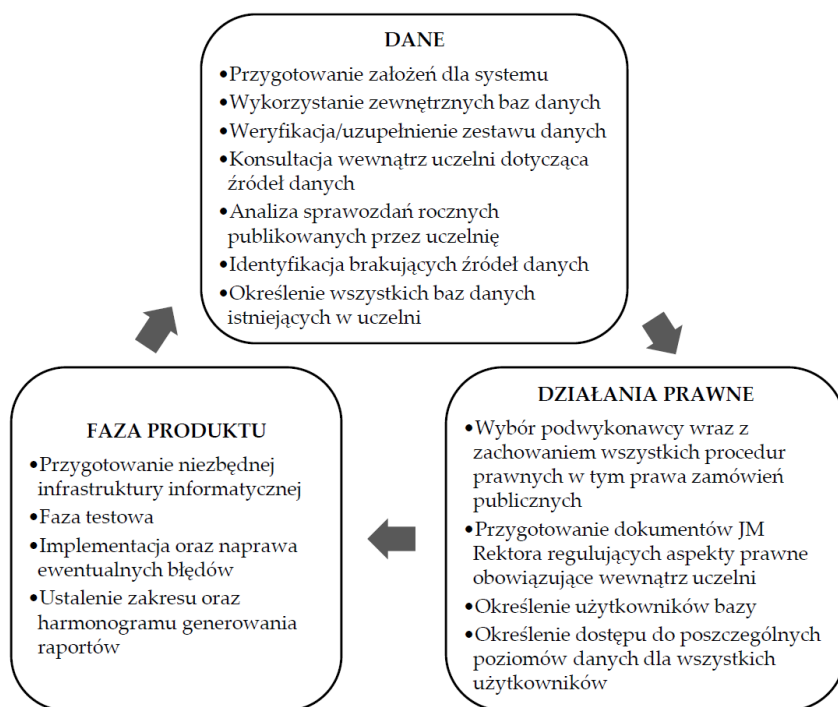 DANE
•Przygotowanie założeń dla systemu
•Wykorzystanie zewnętrznych baz danych
•Weryfikacja/uzupełnienie zestawu danych
•Konsultacja wewnątrz uczelni dotycząca
źródeł danych
•Analiza sprawozdań rocznych
publikowanych przez uczelnię
•Identyfikacja brakujących źródeł danych
•Określenie wszystkich baz danych
istniejących w uczelni
DZIAŁANIA PRAWNE
•Wybór podwykonawcy wraz z
zachowaniem wszystkich procedur
prawnych w tym prawa zamówień
publicznych
•Przygotowanie dokumentów JM
Rektora regulujących aspekty prawne
obowiązujące wewnątrz uczelni
•Określenie użytkowników bazy
•Określenie dostępu do poszczególnych
poziomów danych dla wszystkich
użytkowników
FAZA PRODUKTU
•Przygotowanie niezbędnej
infrastruktury informatycznej
•Faza testowa
•Implementacja oraz naprawa
ewentualnych błędów
•Ustalenie zakresu oraz
harmonogramu generowania
raportów